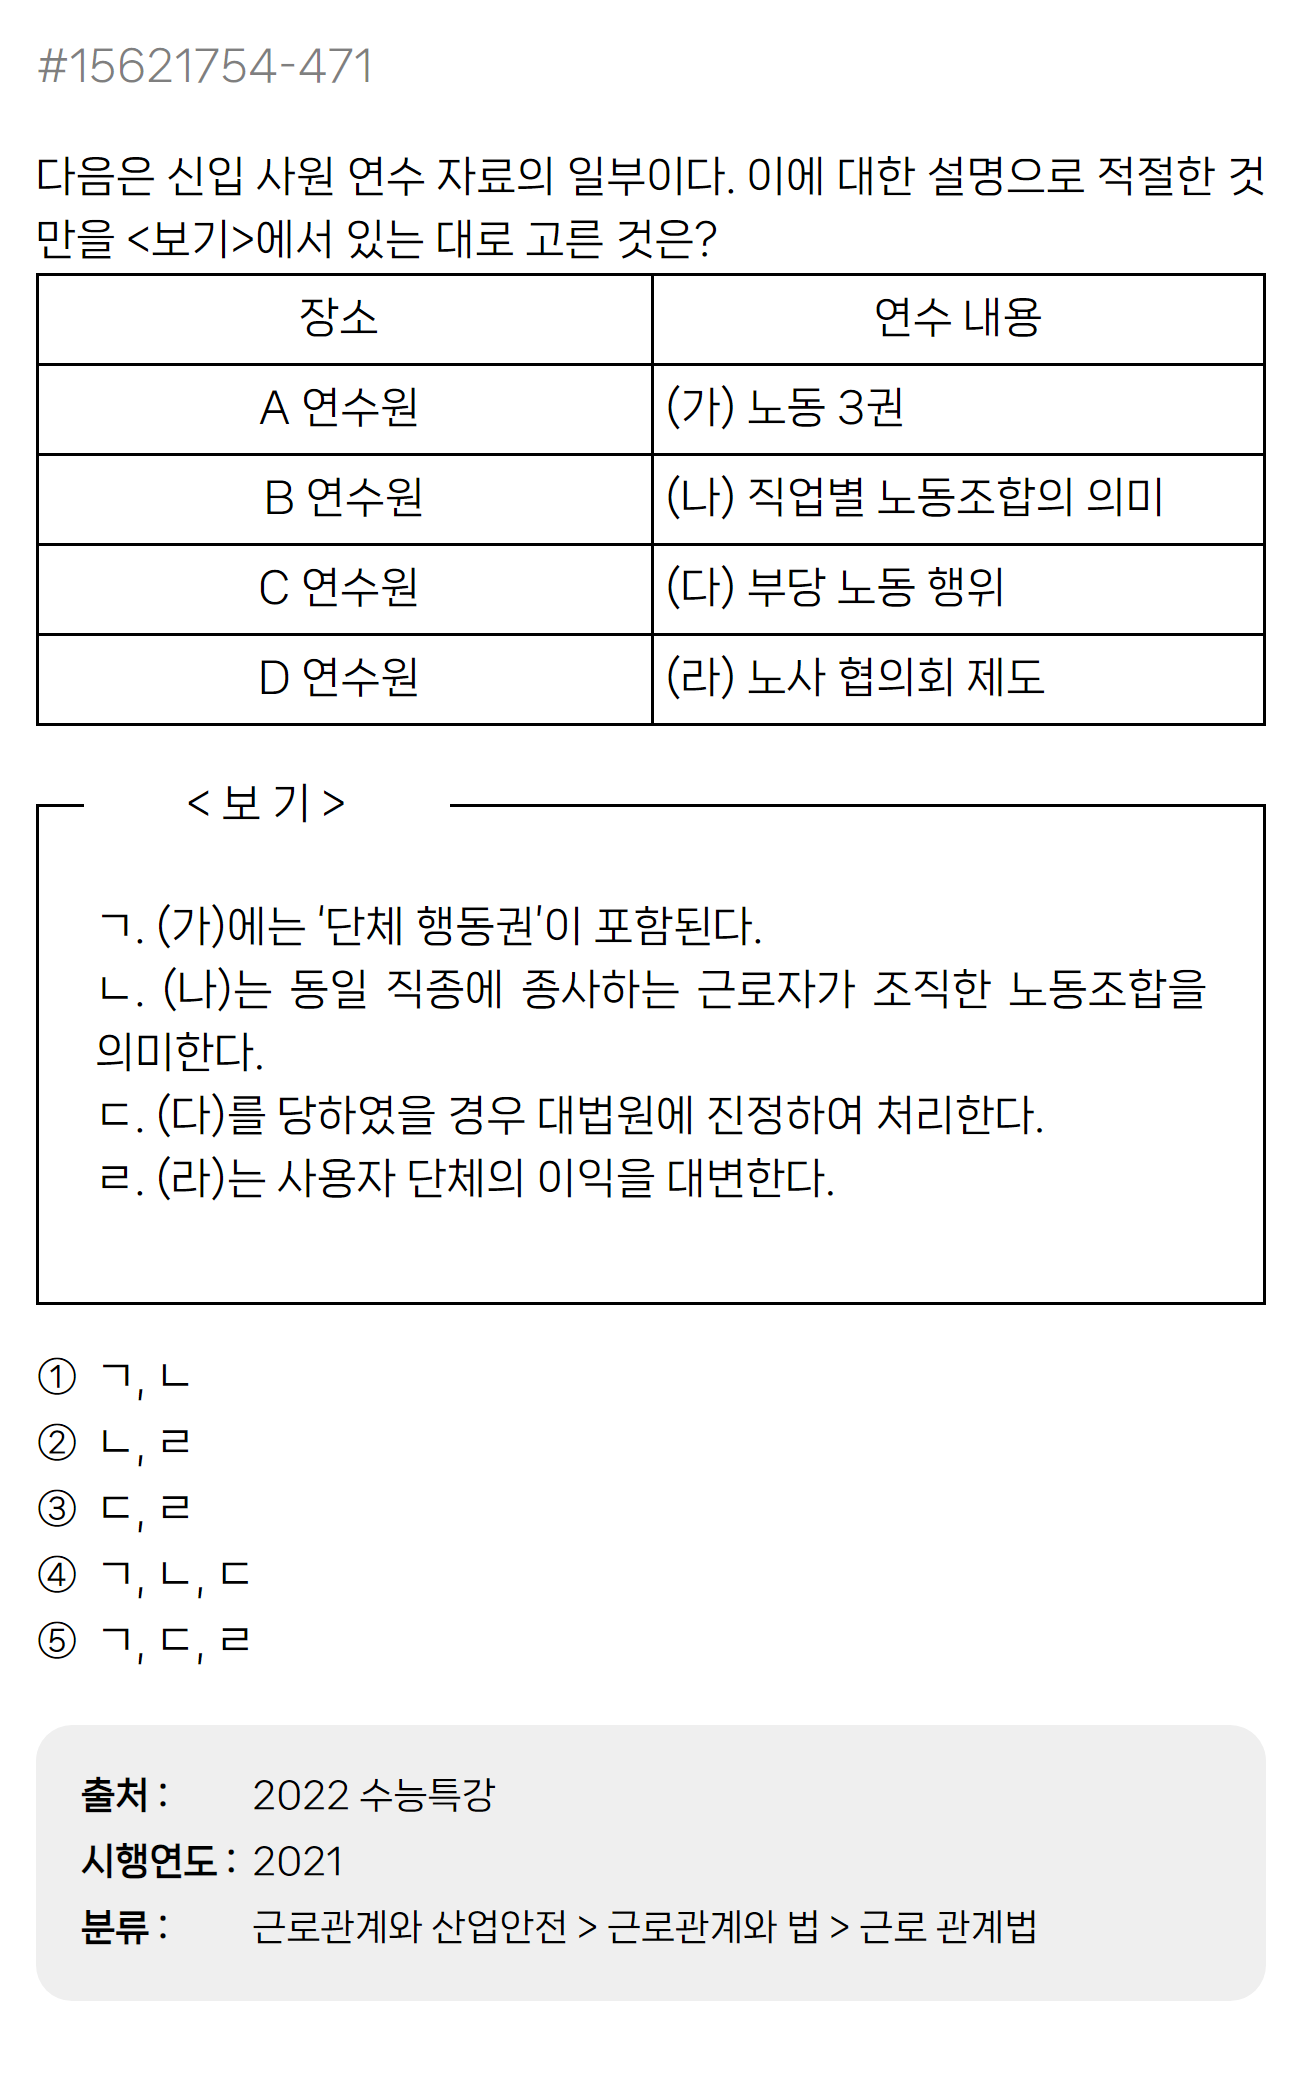 #15621754-471
다음은 신입 사원 연수 자료의 일부이다. 이에 대한 설명으로 적절한 것
만을 <보기>에서 있는 대로 고른 것은?
장소 연수 내용
A 연수원 (가) 노동 3권
B 연수원 (나) 직업별 노동조합의 의미
C 연수원 (다) 부당 노동 행위
D 연수원 (라) 노사 협의회 제도
< 보 기 >
ㄱ. (가)에는 '단체 행동권'이 포함된다.
ㄴ. (나)는 동일 직종에 종사하는 근로자가 조직한 노동조합을
의미한다.
ㄷ. (다)를 당하였을 경우 대법원에 진정하여 처리한다.
ㄹ. (라)는 사용자 단체의 이익을 대변한다.
① ㄱ, ㄴ
② ㄴ, ㄹ
③ ㄷ, ㄹ
④ ㄱ, ㄴ, ㄷ
⑤ ㄱ, ㄷ, ㄹ
출처 : 2022 수능특강
시행연도 : 2021
분류 : 근로관계와 산업안전 > 근로관계와 법 > 근로 관계법